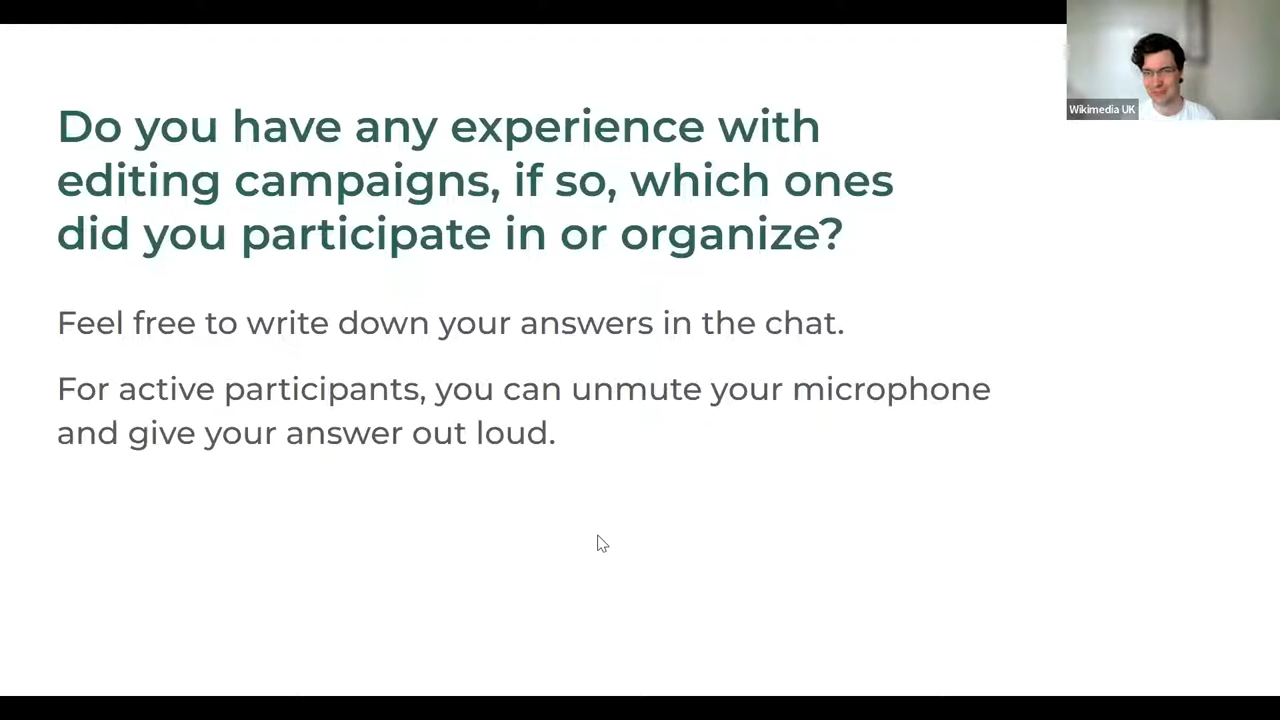 Do you have any experience with
editing campaigns, if so, which ones
did you participate in or organize?
Feel free to write down your answers in the chat.
For active participants, you can unmute your microphone
and give your answer out loud.
Wikimedia UK